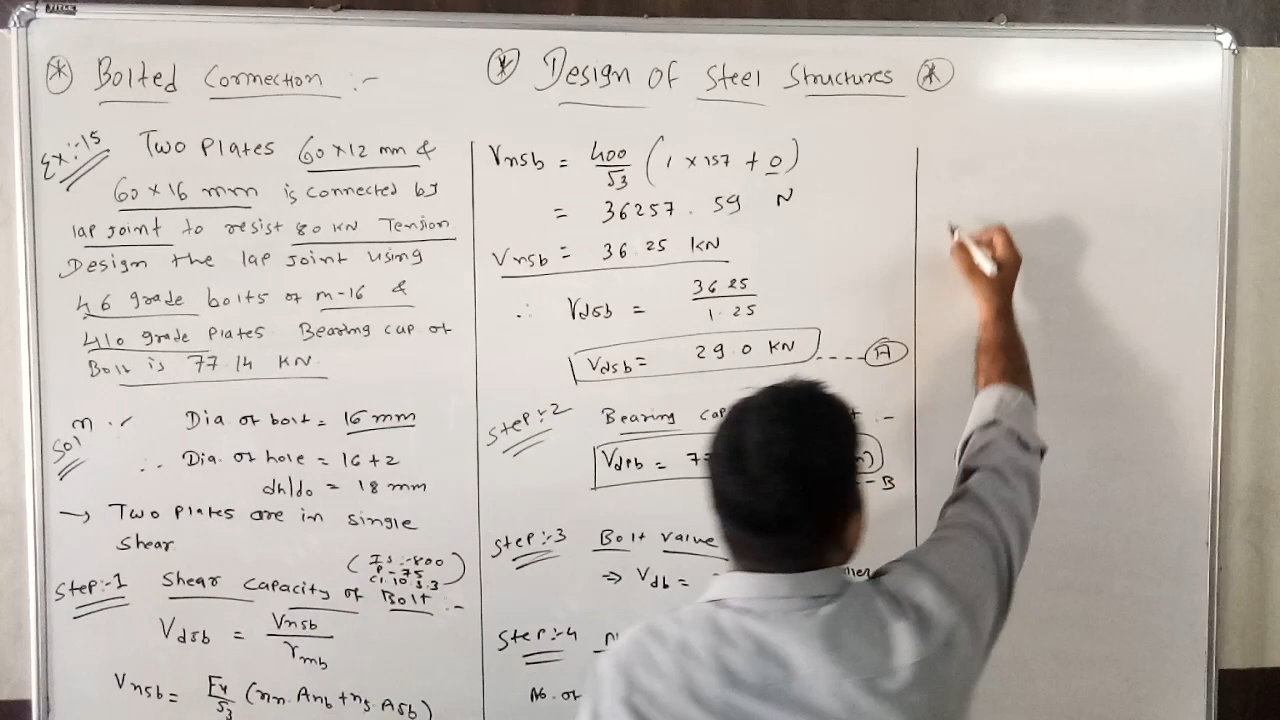 * Bolted Connection :-
* Design Of Steel Structures *
Ex:-15 Two Plates 60 x 12 mm &
60 x 16 mm is connected by
lap joint to resist 80 KN Tension
Design the lap joint using
4.6 grade bolts of m-16 &
410 grade plates. Bearing cap of
Bolt is 77.14 KN.
Soln :- Dia. of bolt = 16 mm
∴ Dia. of hole = 16+2
dh/do = 18 mm
→ Two plates are in single
shear
(IS:-800
P-75
cl.10.3.3)
Step:-1 Shear Capacity of Bolt :-
Vdsb = Vnsb / γmb
Vnsb = Fu/√3 (nn. Anb + ns. Asb)
Vnsb = 400/√3 (1 x 157 + 0)
= 36257.59 N
Vnsb = 36.25 KN
∴ Vdsb = 36.25 / 1.25
Vdsb = 29.0 KN ---- A
Step:-2 Bearing :-
Vdpb =
- B
Step:-3 Bolt value
⇒ Vdb =
Step:-4
No. of